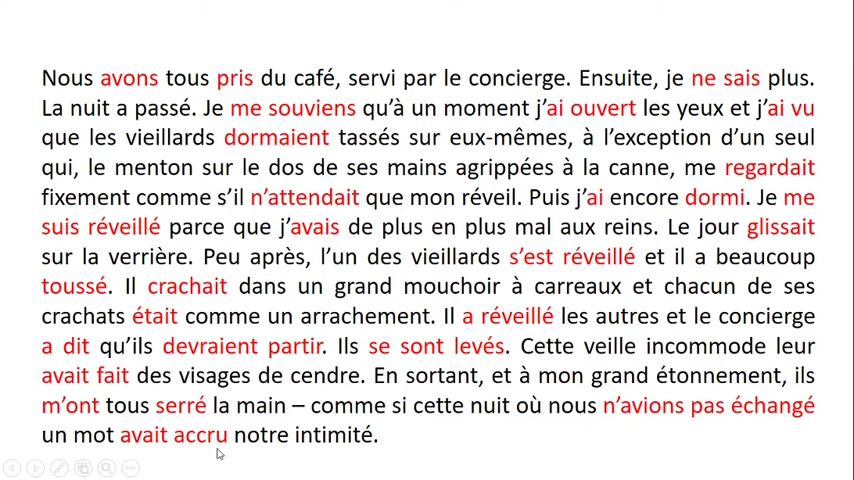 Nous avons tous pris du café, servi par le concierge. Ensuite, je ne sais plus.
La nuit a passé. Je me souviens qu’à un moment j’ai ouvert les yeux et j’ai vu
que les vieillards dormaient tassés sur eux-mêmes, à l’exception d’un seul
qui, le menton sur le dos de ses mains agrippées à la canne, me regardait
fixement comme s’il n’attendait que mon réveil. Puis j’ai encore dormi. Je me
suis réveillé parce que j’avais de plus en plus mal aux reins. Le jour glissait
sur la verrière. Peu après, l’un des vieillards s’est réveillé et il a beaucoup
toussé. Il crachait dans un grand mouchoir à carreaux et chacun de ses
crachats était comme un arrachement. Il a réveillé les autres et le concierge
a dit qu’ils devraient partir. Ils se sont levés. Cette veille incommode leur
avait fait des visages de cendre. En sortant, et à mon grand étonnement, ils
m’ont tous serré la main – comme si cette nuit où nous n’avions pas échangé
un mot avait accru notre intimité.